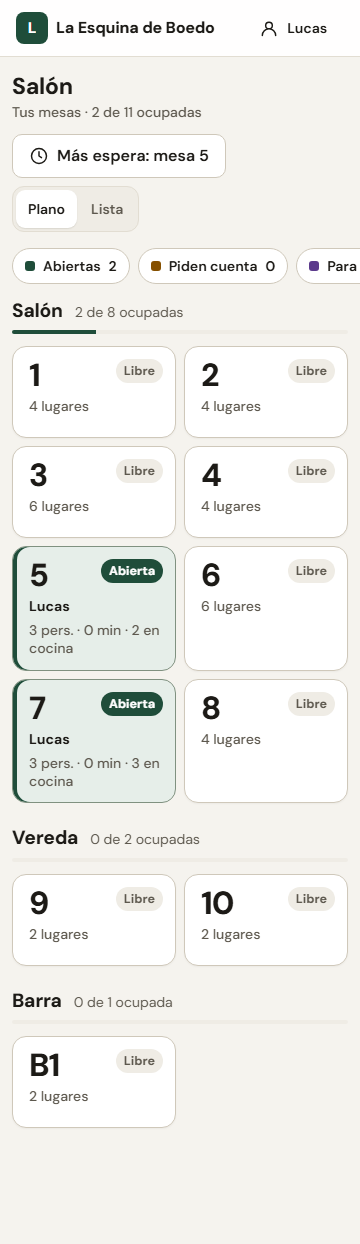 L La Esquina de Boedo Lucas
Salón
Tus mesas · 2 de 11 ocupadas
Más espera: mesa 5
Plano Lista
Abiertas 2 Piden cuenta 0 Para
Salón 2 de 8 ocupadas
1 Libre
4 lugares
2 Libre
4 lugares
3 Libre
6 lugares
4 Libre
4 lugares
5 Abierta
Lucas
3 pers. · 0 min · 2 en
cocina
6 Libre
6 lugares
7 Abierta
Lucas
3 pers. · 0 min · 3 en
cocina
8 Libre
4 lugares
Vereda 0 de 2 ocupadas
9 Libre
2 lugares
10 Libre
2 lugares
Barra 0 de 1 ocupada
B1 Libre
2 lugares